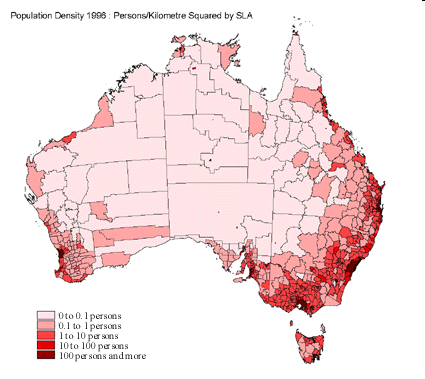 Population Density 1996 : Persons/Kilometre Squared by SLA
0 to 0.1 persons
0.1 to 1 persons
1 to 10 persons
10 to 100 persons
100 persons and more